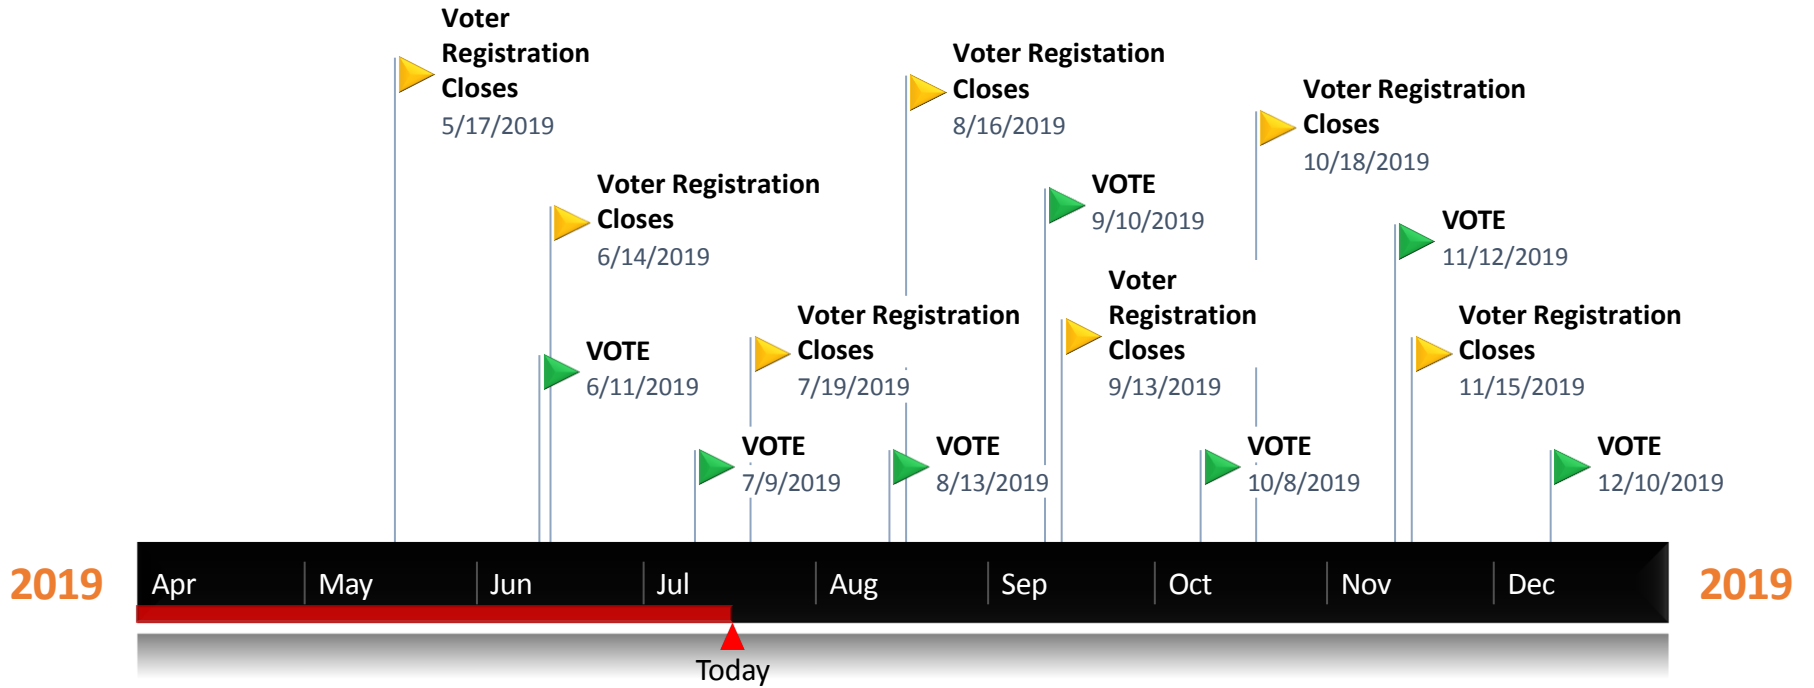 Voter
Registration
Closes
5/17/2019
Voter Registation
Closes
8/16/2019
Voter Registration
Closes
10/18/2019
Voter Registration
Closes
6/14/2019
VOTE
9/10/2019
VOTE
11/12/2019
Voter
Registration
Closes
9/13/2019
Voter Registration
Closes
7/19/2019
Voter Registration
Closes
11/15/2019
VOTE
6/11/2019
VOTE
7/9/2019
VOTE
8/13/2019
VOTE
10/8/2019
VOTE
12/10/2019
2019
Apr
May
Jun
Jul
Aug
Sep
Oct
Nov
Dec
2019
Today